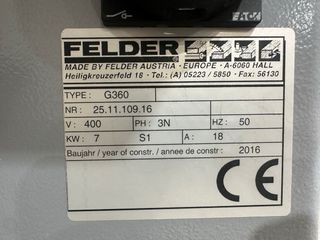 FELDER
MADE BY FELDER AUSTRIA - EUROPE - A-6060 HALL
Heiligkreuzerfeld 18 - Tel.: (A) 05223 / 5850 - Fax: 56130
TYPE : G360
NR : 25.11.109.16
V : 400 PH : 3N HZ : 50
KW : 7 S1 A : 18
Baujahr / year of constr. / annee de constr : 2016
CE